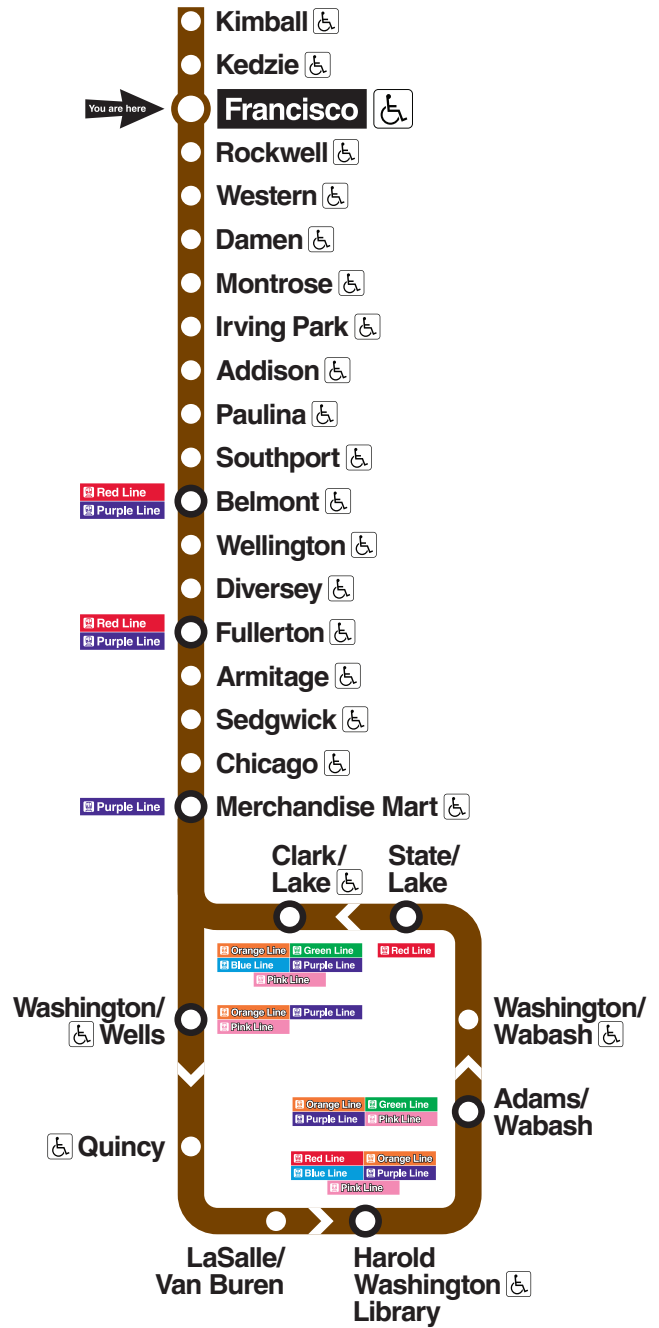 Kimball
Kedzie
You are here
Francisco
Rockwell
Western
Damen
Montrose
Irving Park
Addison
Paulina
Southport
Red Line
Purple Line
Belmont
Wellington
Diversey
Red Line
Purple Line
Fullerton
Armitage
Sedgwick
Chicago
Purple Line
Merchandise Mart
Clark/
Lake
State/
Lake
Orange Line Green Line
Blue Line Purple Line
Pink Line
Red Line
Washington/
Wells
Orange Line Purple Line
Pink Line
Washington/
Wabash
Orange Line Green Line
Purple Line Pink Line
Adams/
Wabash
Quincy
Red Line Orange Line
Blue Line Purple Line
Pink Line
LaSalle/
Van Buren
Harold
Washington
Library